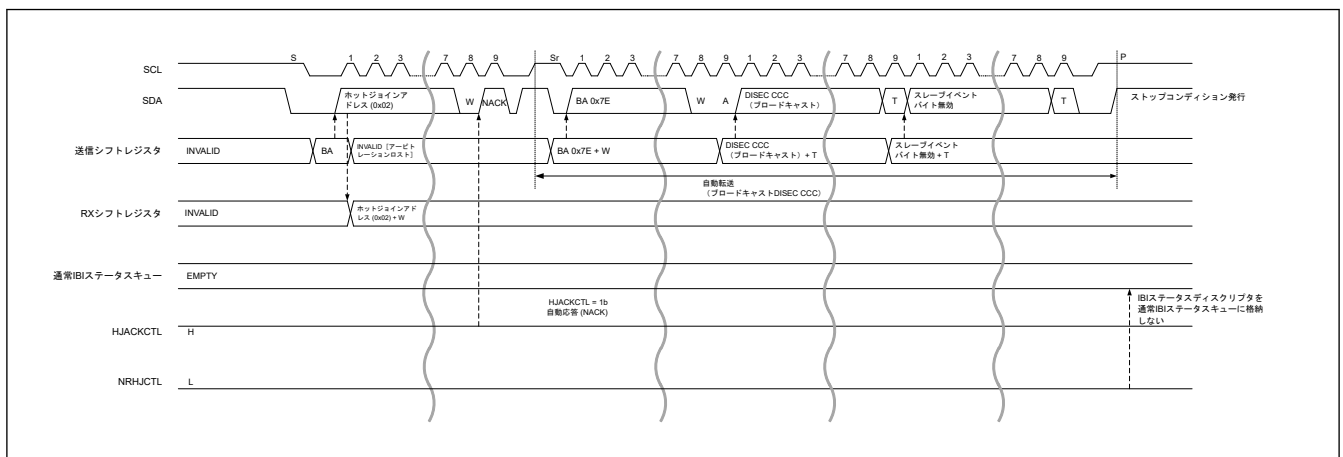 S 1 2 3 7 8 9 Sr 1 2 3 7 8 9 1 2 3 7 8 9 1 2 3 7 8 9 P
SCL
SDA
ホットジョインア
ドレス (0x02)
W
NACK
BA 0x7E
W
A
DISEC CCC
(ブロードキャスト)
T
スレーブイベント
バイト無効
T
ストップコンディション発行
送信シフトレジスタ
INVALID
BA
INVALID [アービト
レーションロスト]
BA 0x7E + W
DISEC CCC
(ブロードキャスト) + T
スレーブイベント
バイト無効 + T
自動転送
(ブロードキャストDISEC CCC)
RXシフトレジスタ
INVALID
ホットジョインアド
レス (0x02) + W
通常IBIステータスキュー
EMPTY
IBIステータスディスクリプタを
通常IBIステータスキューに格納
しない
HJACKCTL = 1b
自動応答 (NACK)
HJACKCTL
H
NRHJCTL
L